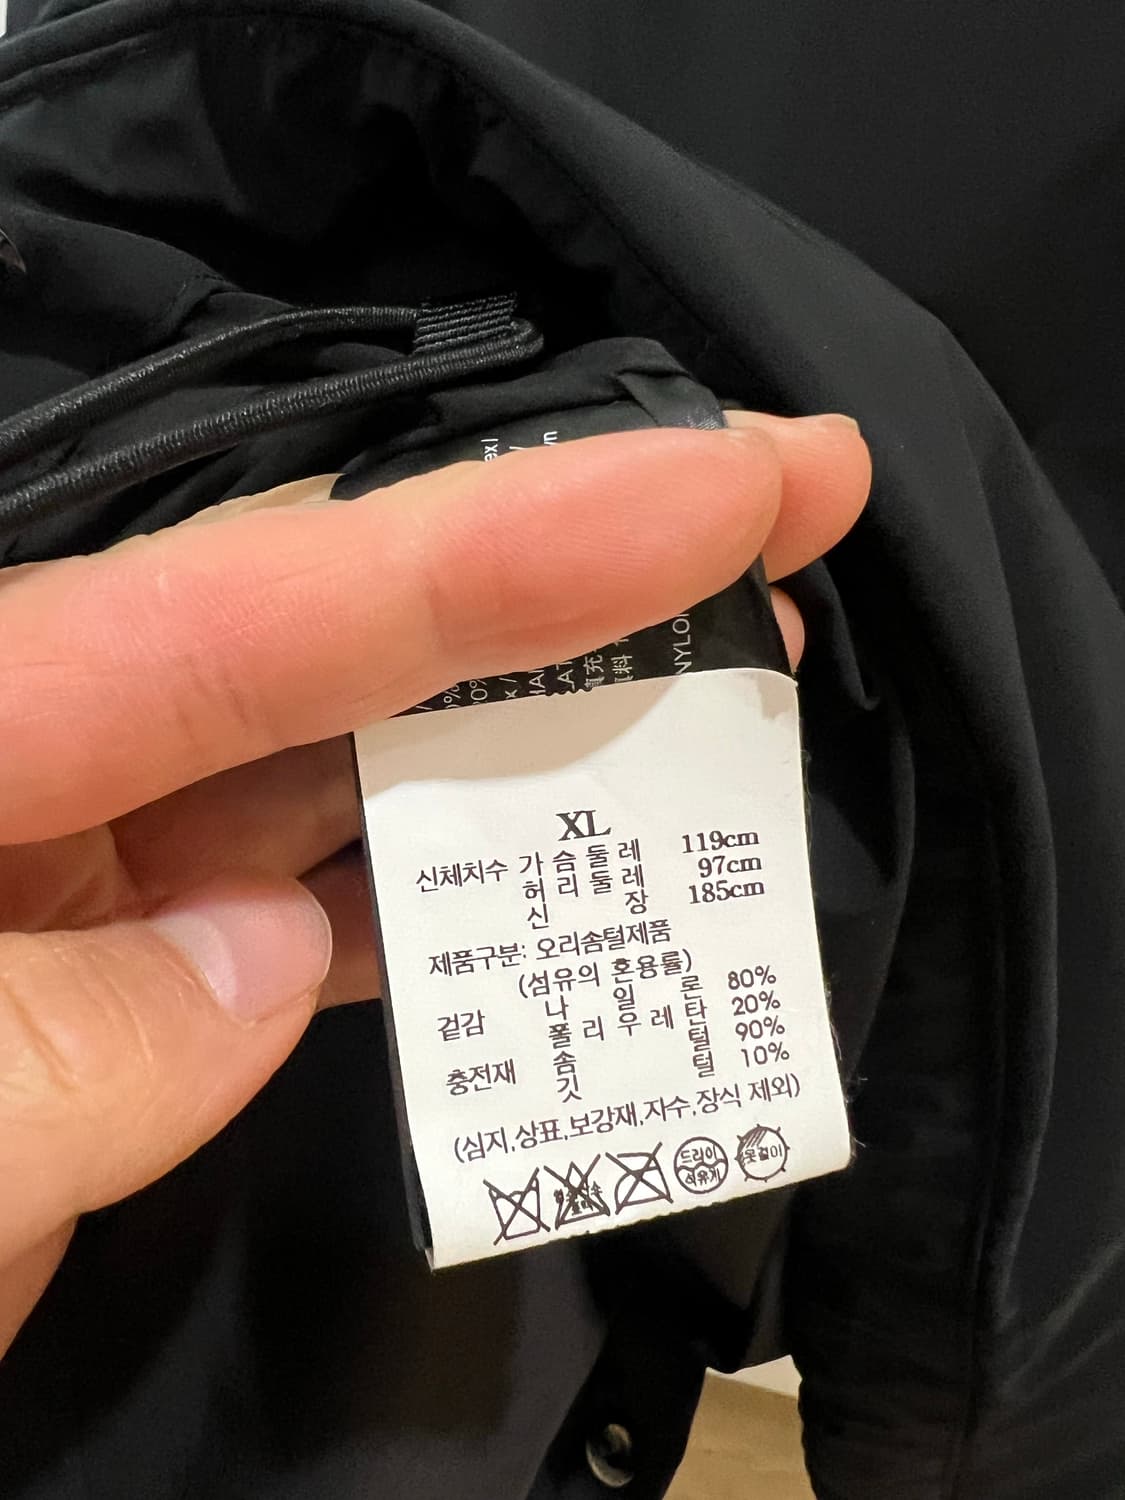 NYLO
XL
신체치수 가슴둘레 119cm
허리둘레 97cm
신장 185cm
제품구분: 오리솜털제품
(섬유의 혼용률)
겉감 나일론 80%
폴리우레탄 20%
충전재 솜털 90%
깃털 10%
(심지,상표,보강재,자수,장식 제외)
드라이
석유계
옷걸이